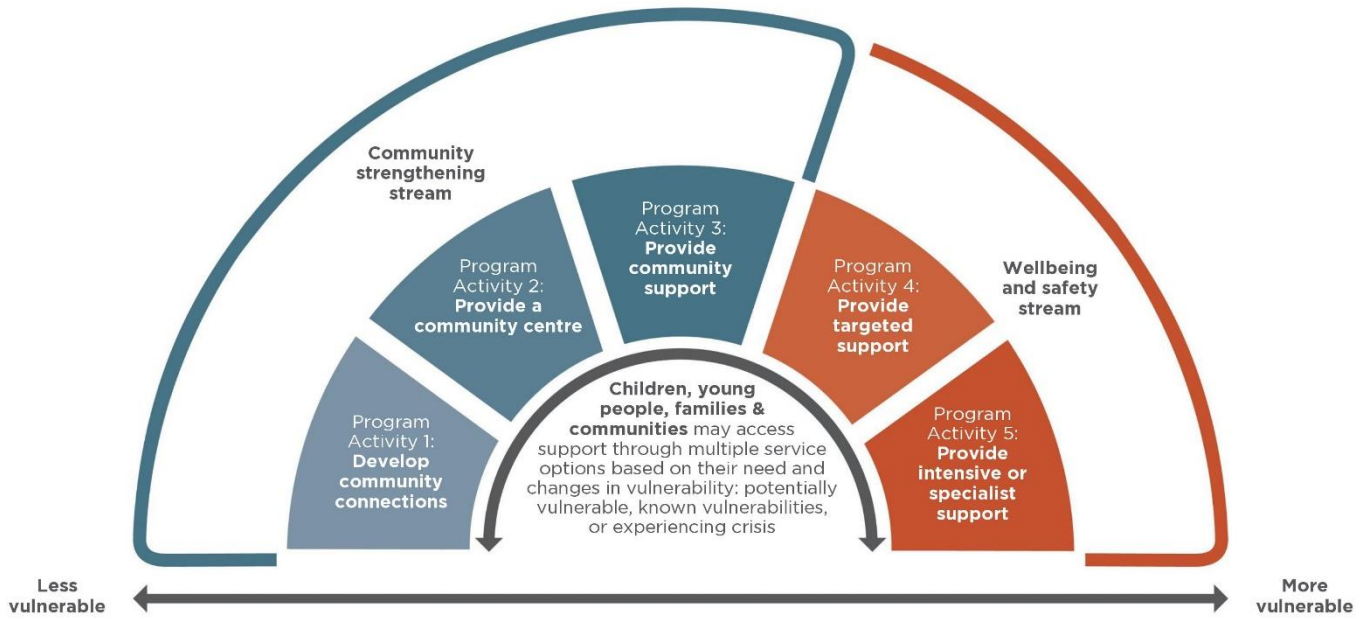 Community
strengthening
stream
Program
Activity 1:
Develop
community
connections
Program
Activity 2:
Provide a
community centre
Program
Activity 3:
Provide
community
support
Program
Activity 4:
Provide
targeted
support
Wellbeing
and safety
stream
Program
Activity 5:
Provide
intensive or
specialist
support
Children, young
people, families &
communities may access
support through multiple service
options based on their need and
changes in vulnerability: potentially
vulnerable, known vulnerabilities,
or experiencing crisis
Less
vulnerable
More
vulnerable